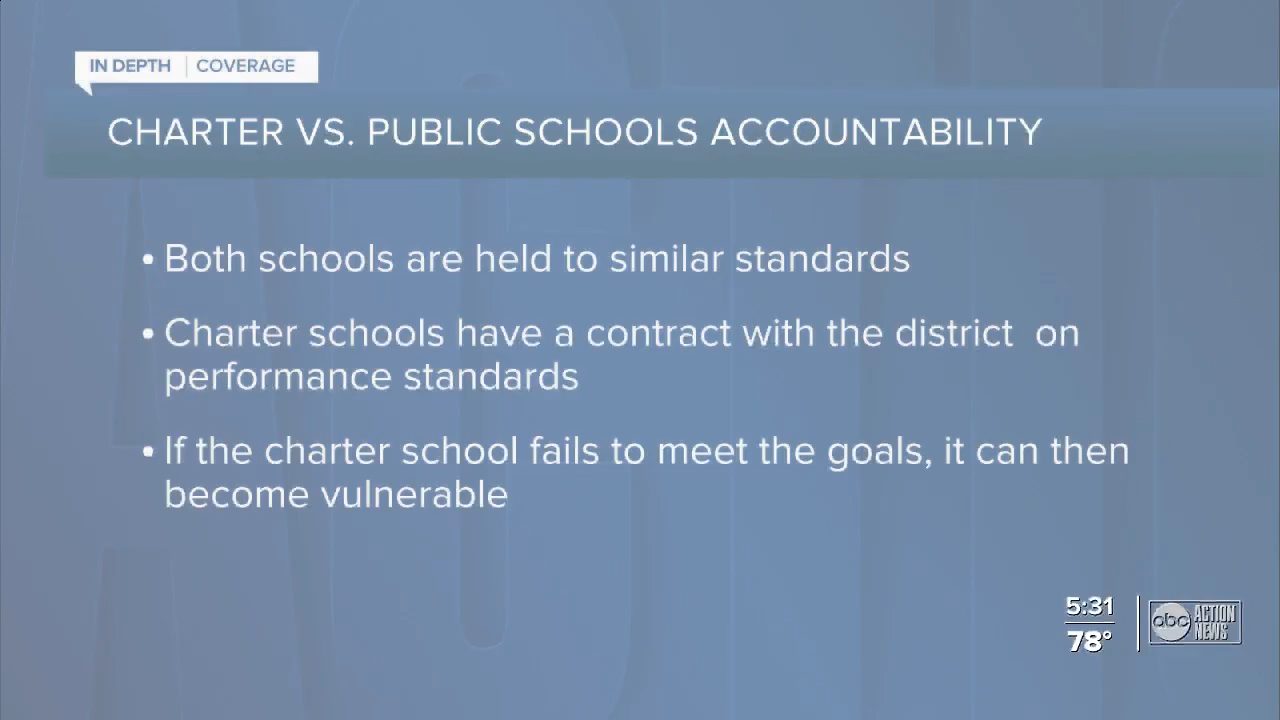 IN DEPTH | COVERAGE
CHARTER VS. PUBLIC SCHOOLS ACCOUNTABILITY
• Both schools are held to similar standards
• Charter schools have a contract with the district  on
performance standards
• If the charter school fails to meet the goals, it can then
become vulnerable
5:31
78°
abc ACTION
NEWS